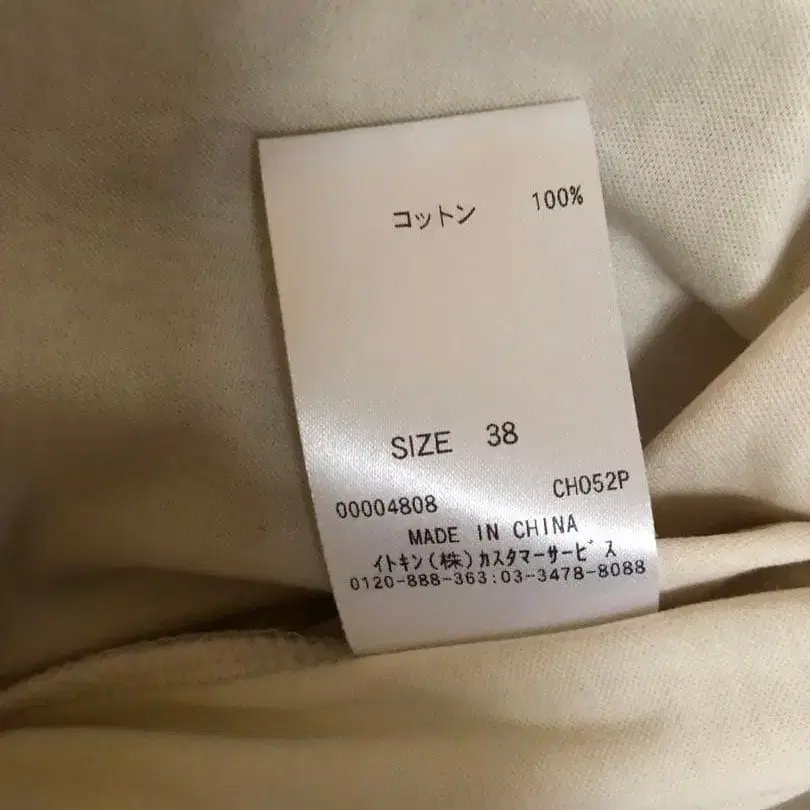 コットン 100%
SIZE 38
00004808 CH052P
MADE IN CHINA
イトキン(株)カスタマーサービス
0120-888-363:03-3478-8088